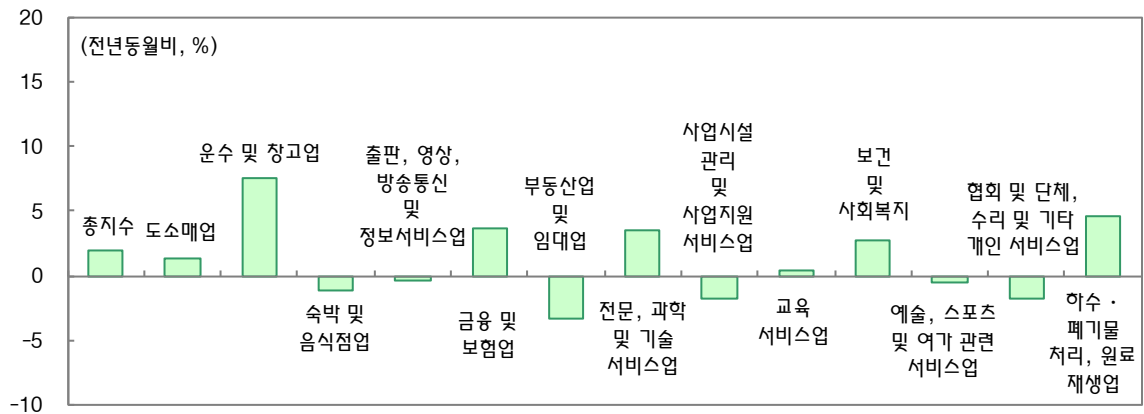 20
(전년동월비, %)
15
10
5
0
-5
-10
총지수
도소매업
운수 및 창고업
숙박 및
음식점업
출판, 영상,
방송통신
및
정보서비스업
금융 및
보험업
부동산업
및
임대업
전문, 과학
및 기술
서비스업
사업시설
관리
및
사업지원
서비스업
교육
서비스업
보건
및
사회복지
예술, 스포츠
및 여가 관련
서비스업
협회 및 단체,
수리 및 기타
개인 서비스업
하수 ·
폐기물
처리, 원료
재생업